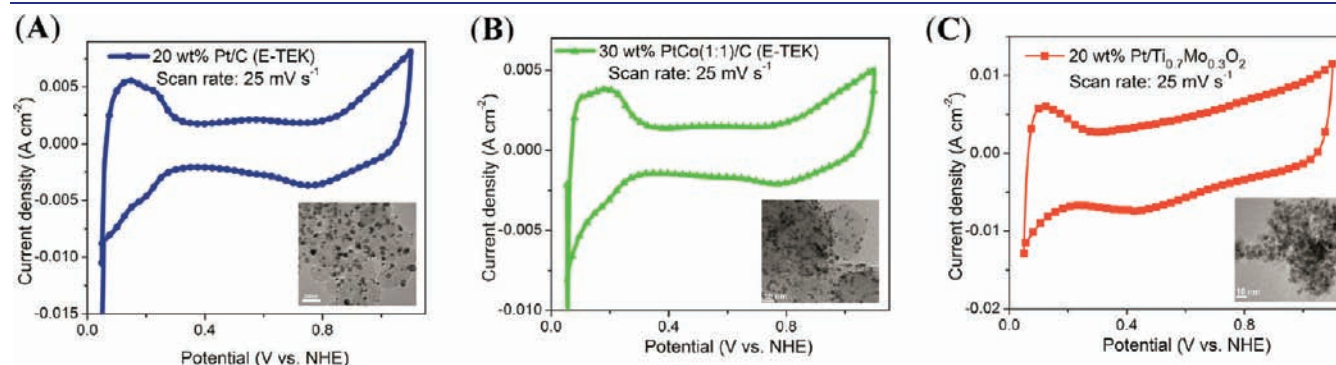 (A)
20 wt% Pt/C (E-TEK)
Scan rate: 25 mV s⁻¹
0.005
0.000
-0.005
-0.010
-0.015
Current density (A cm⁻²)
0.0 0.4 0.8
Potential (V vs. NHE)
(B)
30 wt% PtCo(1:1)/C (E-TEK)
Scan rate: 25 mV s⁻¹
0.005
0.000
-0.005
-0.010
Current density (A cm⁻²)
0.0 0.4 0.8
Potential (V vs. NHE)
(C)
20 wt% Pt/Ti₀.₇Mo₀.₃O₂
Scan rate: 25 mV s⁻¹
0.01
0.00
-0.01
-0.02
Current density (A cm⁻²)
10 nm
0.0 0.4 0.8
Potential (V vs. NHE)